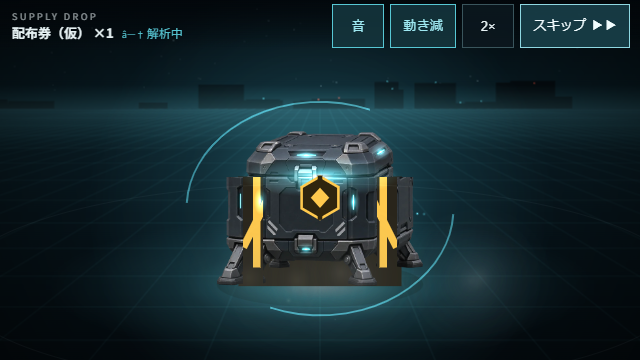 SUPPLY DROP
配布券（仮） ×1 â—† 解析中
音
動き減
2×
スキップ ▶▶